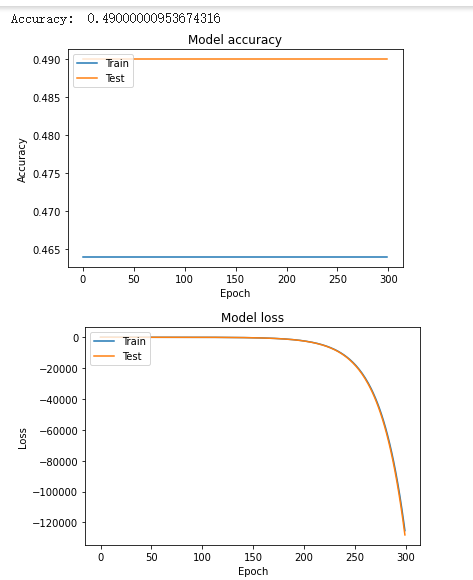 Accuracy: 0.49000000953674316
Model accuracy
0.490
0.485
0.480
0.475
0.470
0.465
Accuracy
Train
Test
0
50
100
150
200
250
300
Epoch
Model loss
0
−20000
−40000
−60000
−80000
−100000
−120000
Loss
Train
Test
0
50
100
150
200
250
300
Epoch